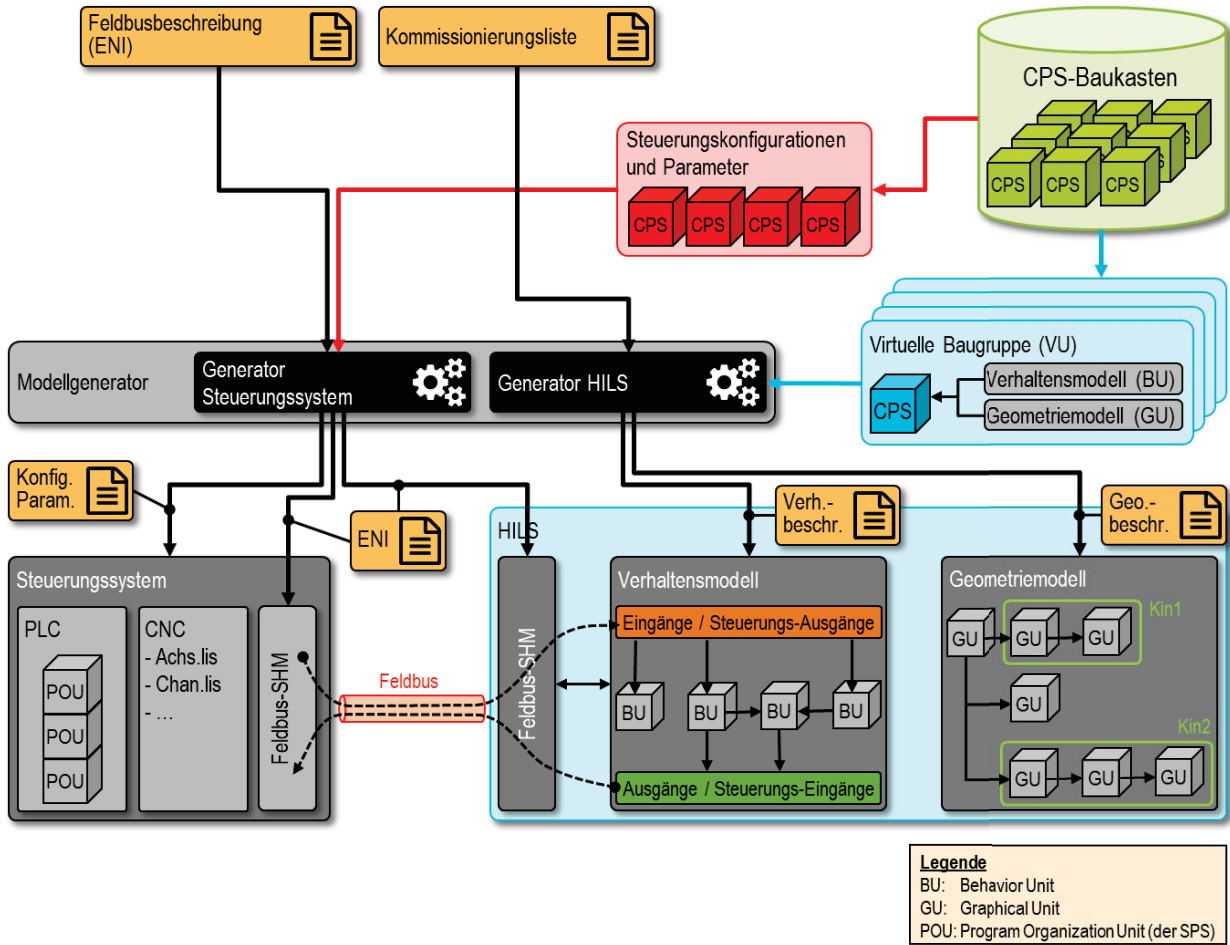 Feldbusbeschreibung
(ENI)
Kommissionierungsliste
CPS-Baukasten
CPS
CPS
CPS
CPS
CPS
Steuerungskonfigurationen
und Parameter
CPS
CPS
CPS
CPS
Modellgenerator
Generator
Steuerungssystem
Generator HILS
Virtuelle Baugruppe (VU)
CPS
Verhaltensmodell (BU)
Geometriemodell (GU)
Konfig.
Param.
ENI
Verh.-
beschr.
Geo.-
beschr.
Steuerungssystem
PLC
POU
POU
POU
CNC
- Achs.lis
- Chan.lis
- ...
Feldbus-SHM
Feldbus
HILS
Feldbus-SHM
Verhaltensmodell
Eingänge / Steuerungs-Ausgänge
BU
BU
BU
BU
Ausgänge / Steuerungs-Eingänge
Geometriemodell
Kin1
GU
GU
GU
GU
Kin2
GU
GU
GU
Legende
BU: Behavior Unit
GU: Graphical Unit
POU: Program Organization Unit (der SPS)